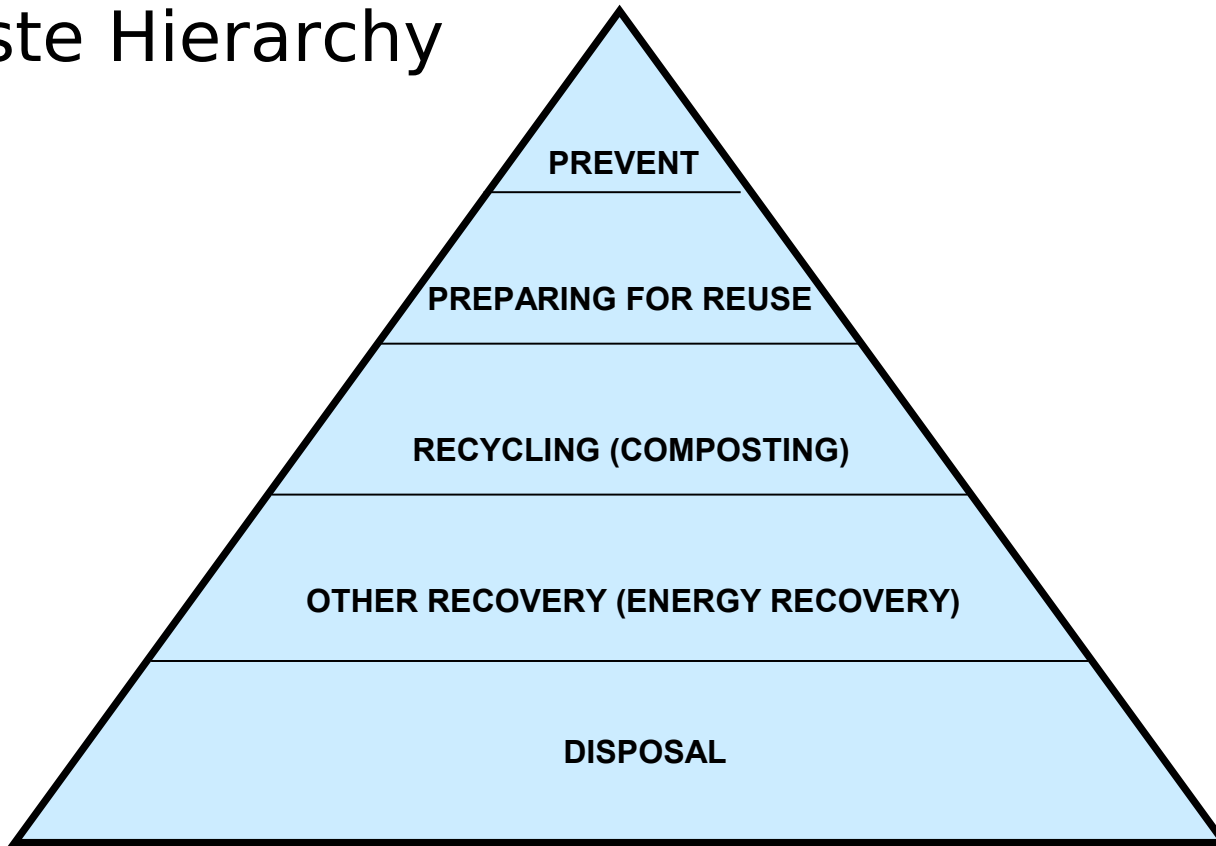 ste Hierarchy
PREVENT
PREPARING FOR REUSE
RECYCLING (COMPOSTING)
OTHER RECOVERY (ENERGY RECOVERY)
DISPOSAL